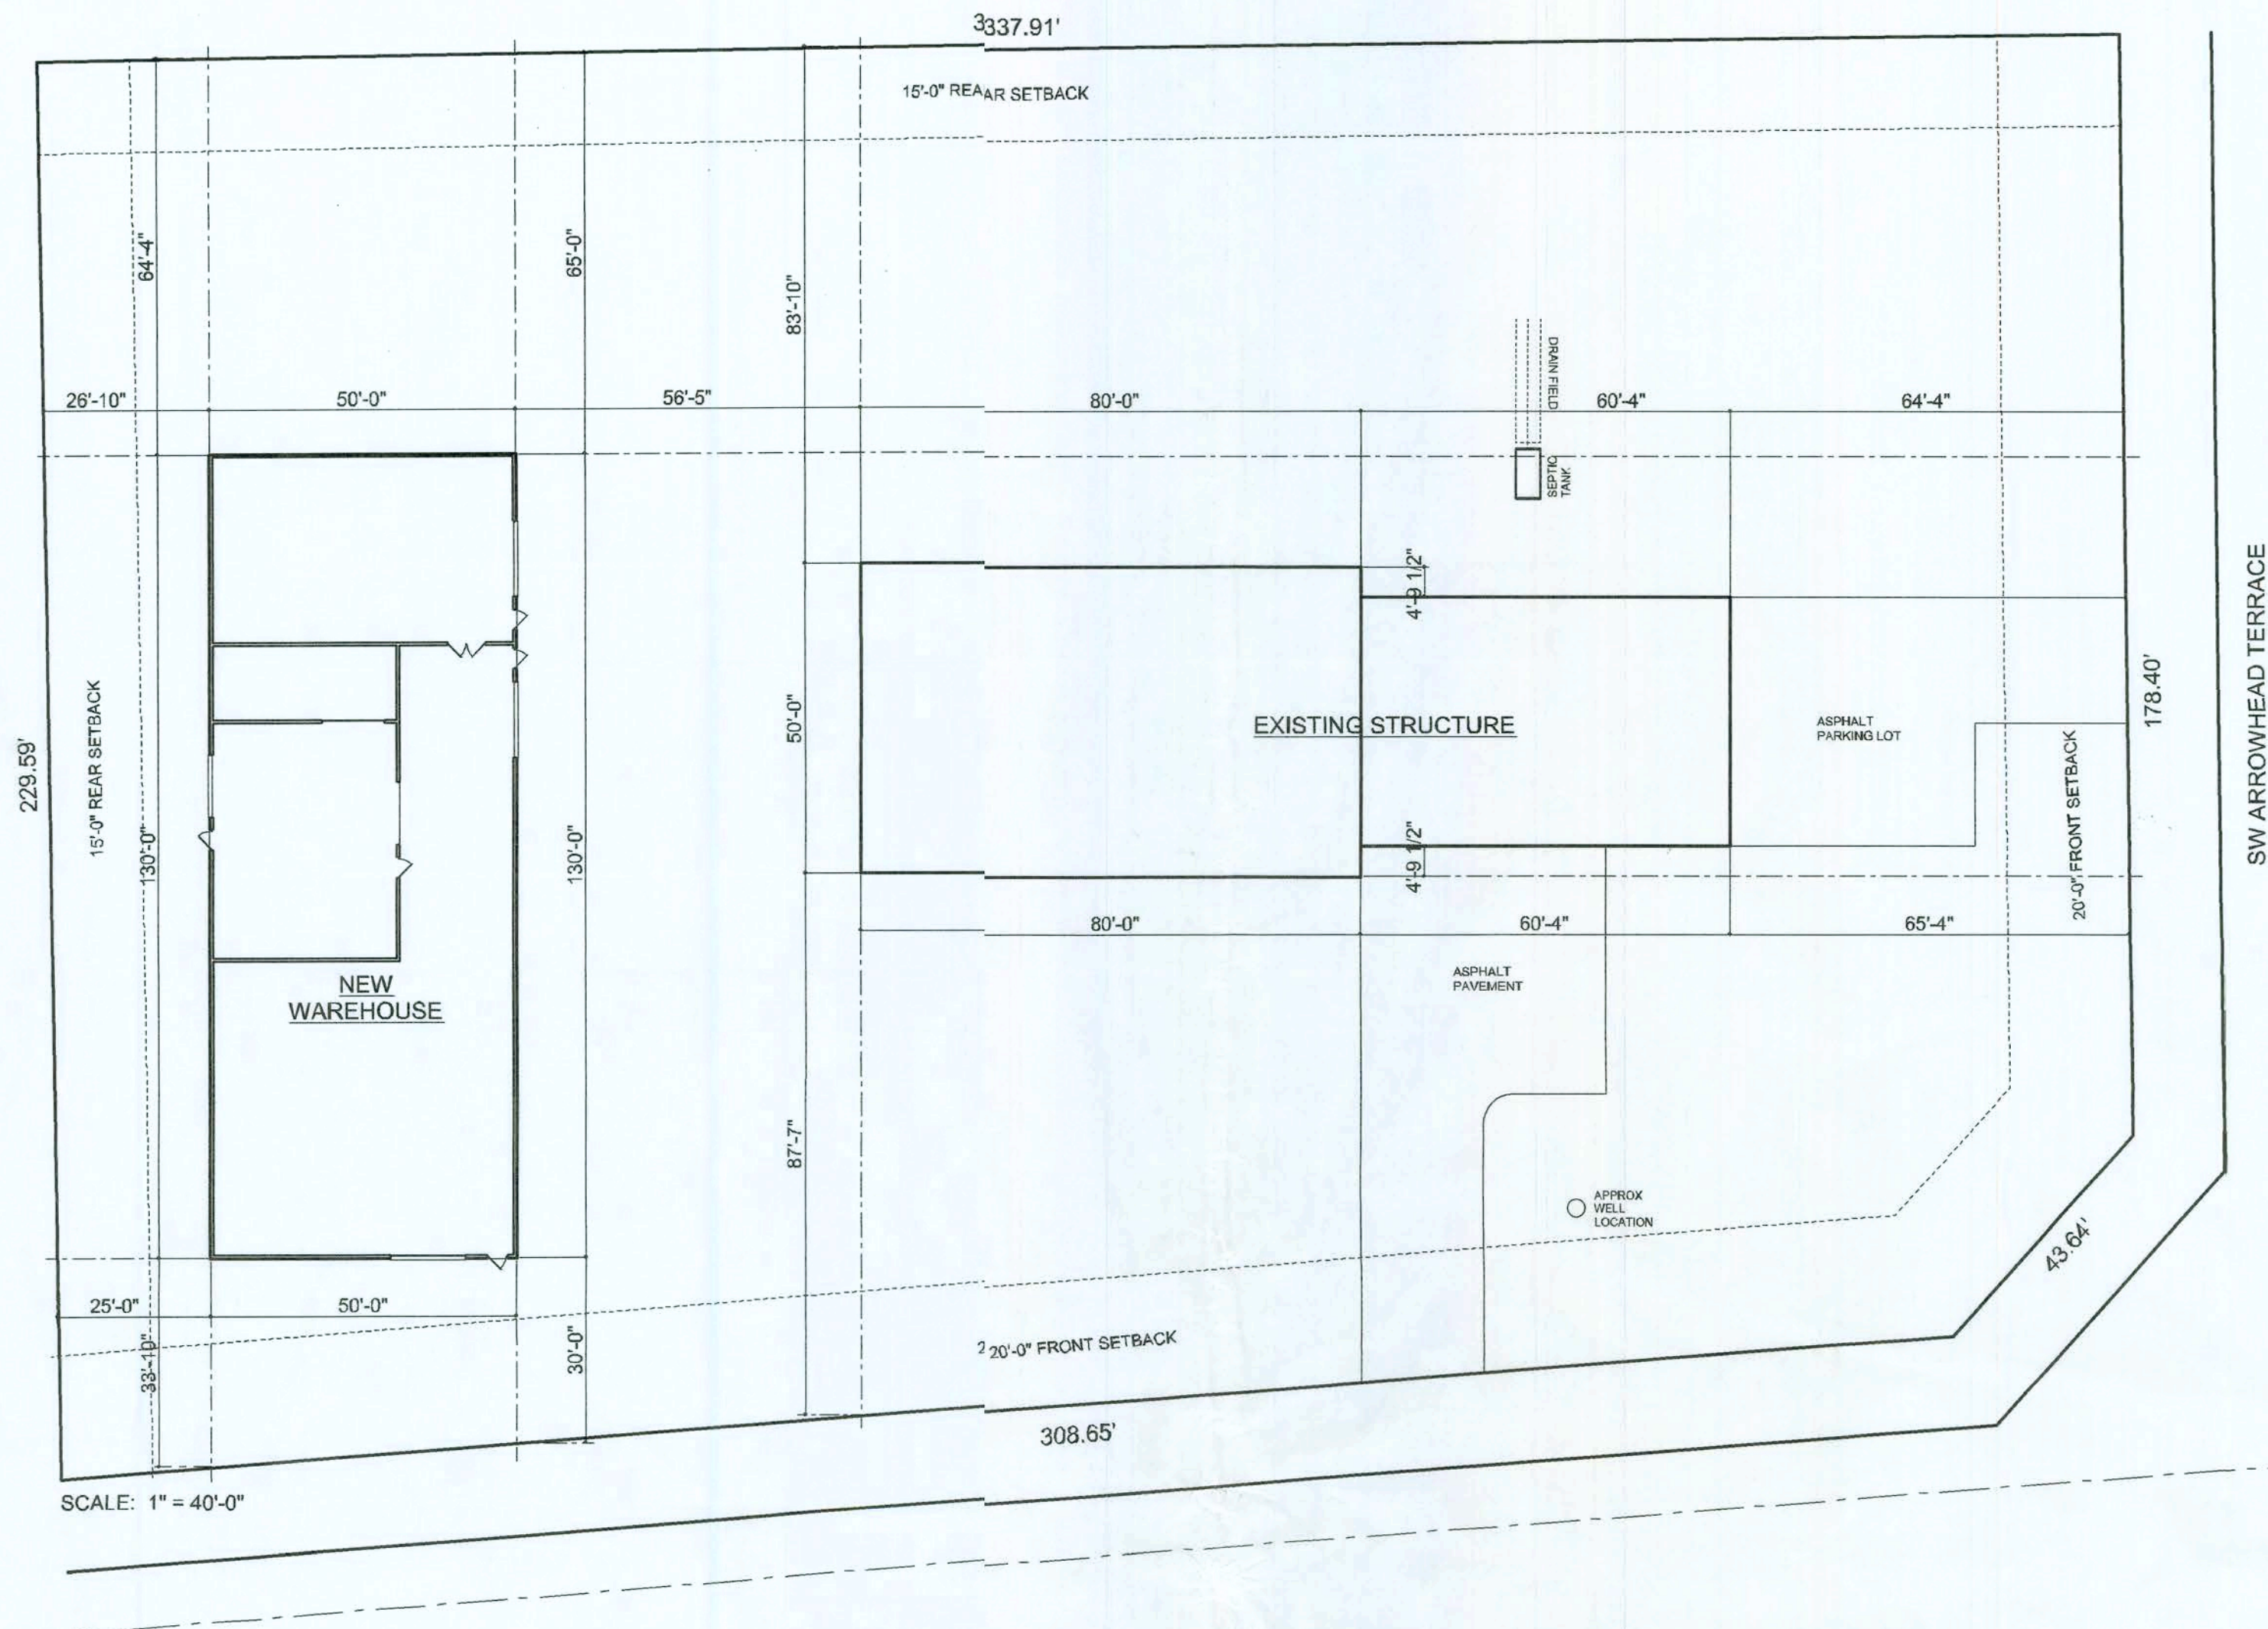 3337.91'
15'-0" REAAR SETBACK
64'-4"
65'-0"
83'-10"
DRAIN FIELD
26'-10"
50'-0"
56'-5"
80'-0"
60'-4"
64'-4"
SEPTIC
TANK
4'-9 1/2"
SW ARROWHEAD TERRACE
178.40'
229.59'
15'-0" REAR SETBACK
130'-0"
130'-0"
50'-0"
EXISTING STRUCTURE
ASPHALT
PARKING LOT
20'-0" FRONT SETBACK
4'-9 1/2"
80'-0"
60'-4"
65'-4"
NEW
WAREHOUSE
ASPHALT
PAVEMENT
87'-7"
APPROX
WELL
LOCATION
43.64'
25'-0"
50'-0"
33'-10"
30'-0"
2 20'-0" FRONT SETBACK
308.65'
SCALE: 1" = 40'-0"